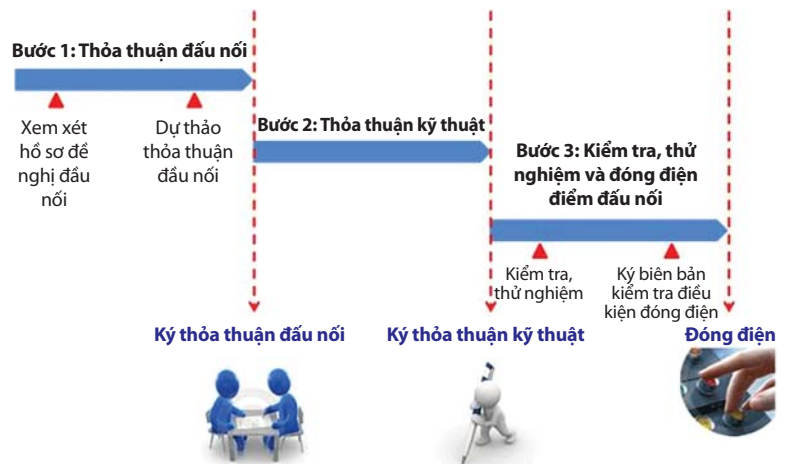 Bước 1: Thỏa thuận đấu nối
Xem xét
hồ sơ đề
nghị đầu
nối
Dự thảo
thỏa thuận
đầu nối
Bước 2: Thỏa thuận kỹ thuật
Bước 3: Kiểm tra, thử
nghiệm và đóng điện
điểm đấu nối
Kiểm tra,
thử nghiệm
Ký biên bản
kiểm tra điều
kiện đóng điện
Ký thỏa thuận đấu nối
Ký thỏa thuận kỹ thuật
Đóng điện